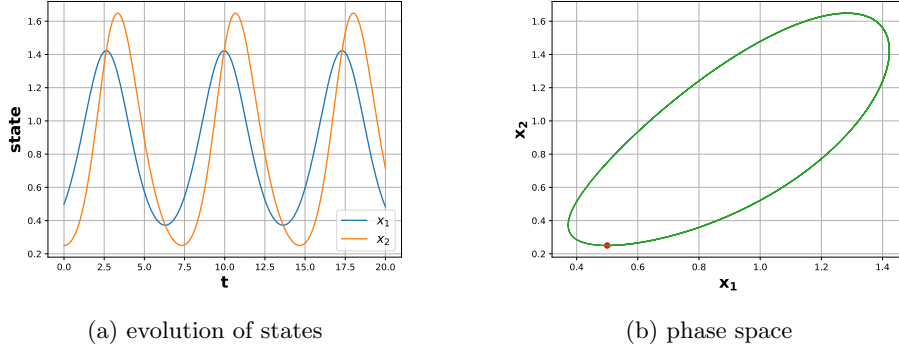 1.6
1.4
1.2
1.0
0.8
0.6
0.4
0.2
state
x₁
x₂
0.0 2.5 5.0 7.5 10.0 12.5 15.0 17.5 20.0
t
(a) evolution of states
1.6
1.4
1.2
1.0
0.8
0.6
0.4
0.2
x₂
0.4 0.6 0.8 1.0 1.2 1.4
x₁
(b) phase space